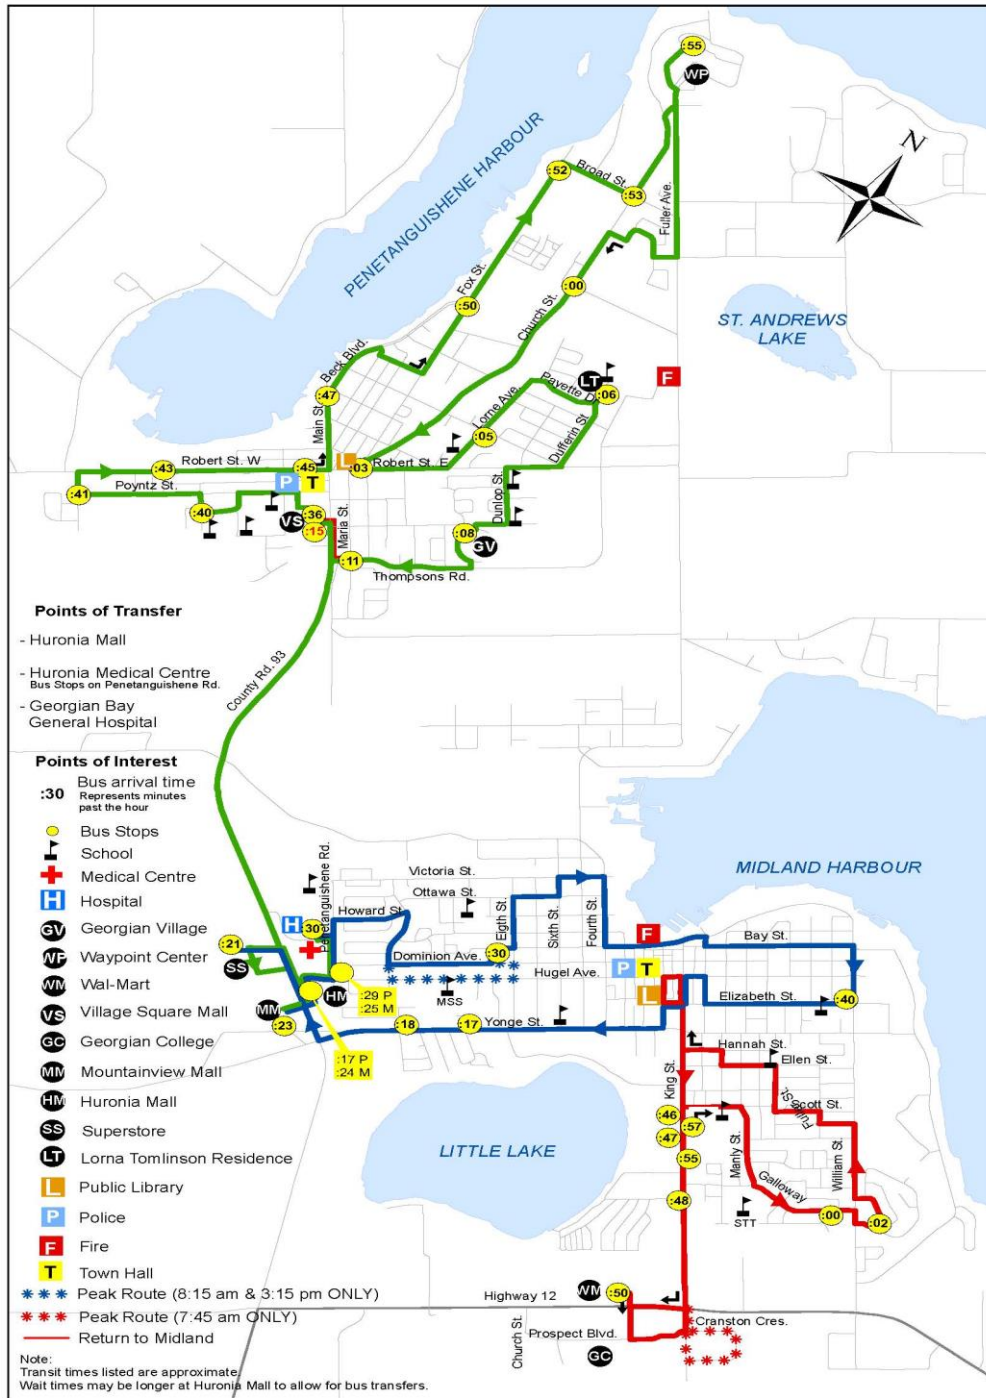 :55
WP
N
PENETANGUISHENE HARBOUR
:52
Broad St.
:53
Fuller Ave.
Fox St.
:50
:00
Church St.
ST. ANDREWS
LAKE
Beck Blvd.
:47
Main St.
LT
F
Payette D
:06
Lorne Ave.
:05
Dufferin St.
Robert St. W
:43
:45
L
:03
Robert St. E
:41
Poyntz St.
P
T
Dunlop St.
:40
VS
:36
:15
Maria St.
:08
GV
:11
Thompsons Rd.
Points of Transfer
- Huronia Mall
- Huronia Medical Centre
Bus Stops on Penetanguishene Rd.
- Georgian Bay
General Hospital
County Rd. 93
Points of Interest
:30 Bus arrival time
Represents minutes
past the hour
Bus Stops
School
Medical Centre
H Hospital
GV Georgian Village
WP Waypoint Center
WM Wal-Mart
VS Village Square Mall
GC Georgian College
MM Mountainview Mall
HM Huronia Mall
SS Superstore
LT Lorna Tomlinson Residence
L Public Library
P Police
F Fire
T Town Hall
Peak Route (8:15 am & 3:15 pm ONLY)
Peak Route (7:45 am ONLY)
Return to Midland
Note:
Transit times listed are approximate.
Wait times may be longer at Huronia Mall to allow for bus transfers.
MIDLAND HARBOUR
Penetanguishene Rd.
Victoria St.
Ottawa St.
Howard St.
H
:30
:21
SS
Dominion Ave.
:30
Eigth St.
Sixth St.
Fourth St.
F
Bay St.
Hugel Ave.
P
T
MSS
HM
:29 P
:25 M
L
Elizabeth St.
:40
MM
:23
:18
:17
Yonge St.
:17 P
:24 M
Hannah St.
Ellen St.
King St.
Fuller St.
cott St.
:46
:57
:47
:55
Manly St.
William St.
LITTLE LAKE
Galloway
:48
STT
:00
:02
WM
:50
Highway 12
Cranston Cres.
Church St.
Prospect Blvd.
GC